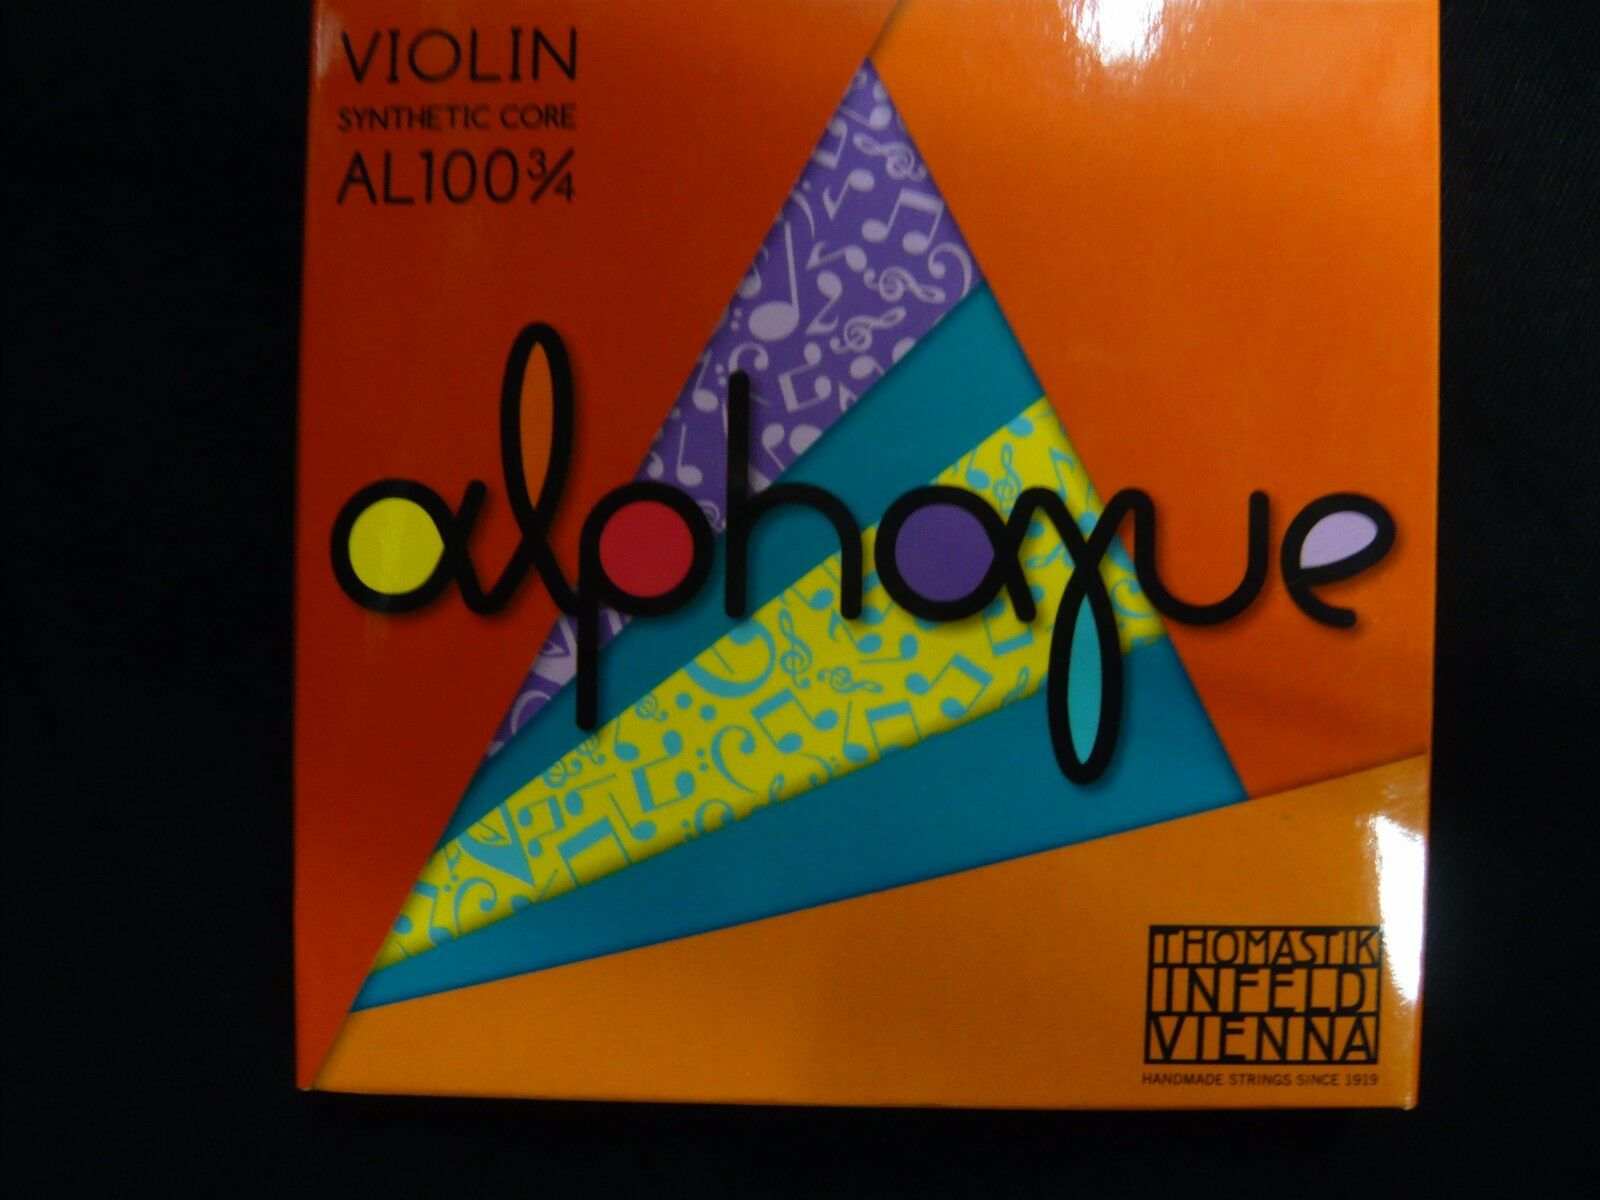 VIOLIN
SYNTHETIC CORE
AL100 3/4
alphayue
THOMASTIK
INFELD
VIENNA
HANDMADE STRINGS SINCE 1919